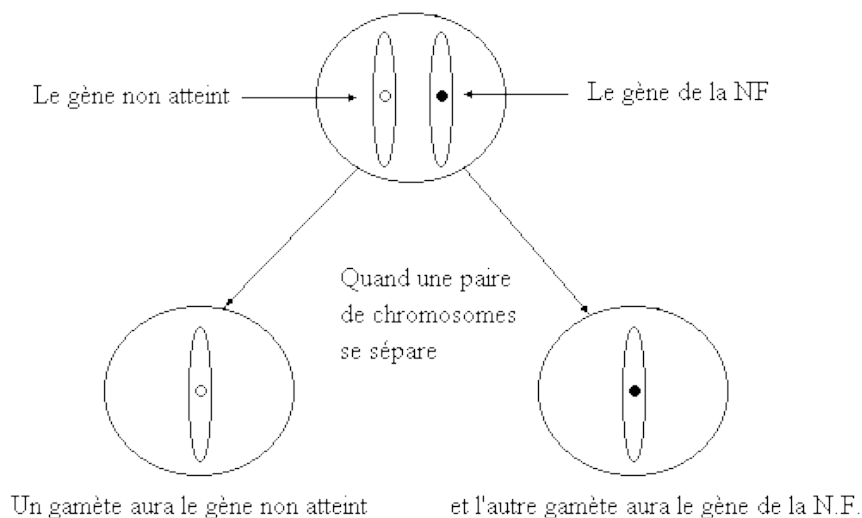 Le gène non atteint
Le gène de la NF
Quand une paire
de chromosomes
se sépare
Un gamète aura le gène non atteint
et l'autre gamète aura le gène de la N.F.